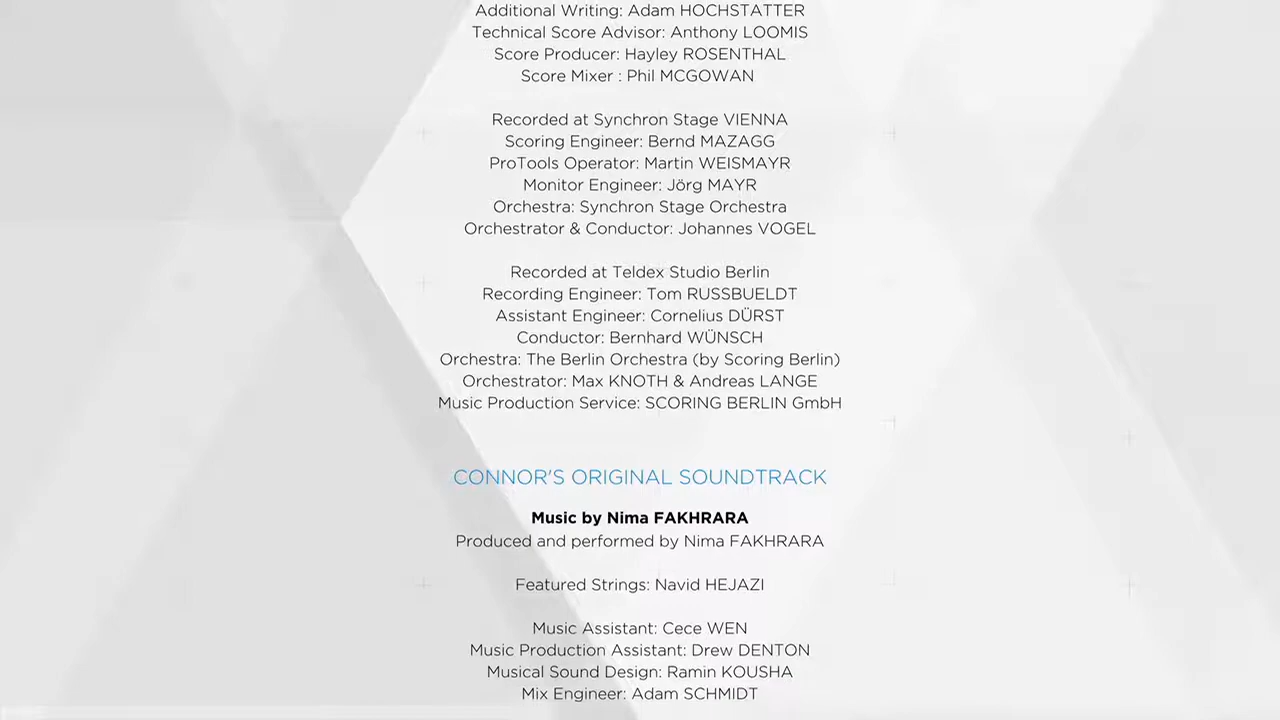 Additional Writing: Adam HOCHSTATTER
Technical Score Advisor: Anthony LOOMIS
Score Producer: Hayley ROSENTHAL
Score Mixer : Phil MCGOWAN
Recorded at Synchron Stage VIENNA
Scoring Engineer: Bernd MAZAGG
ProTools Operator: Martin WEISMAYR
Monitor Engineer: Jörg MAYR
Orchestra: Synchron Stage Orchestra
Orchestrator & Conductor: Johannes VOGEL
Recorded at Teldex Studio Berlin
Recording Engineer: Tom RUSSBUELDT
Assistant Engineer: Cornelius DÜRST
Conductor: Bernhard WÜNSCH
Orchestra: The Berlin Orchestra (by Scoring Berlin)
Orchestrator: Max KNOTH & Andreas LANGE
Music Production Service: SCORING BERLIN GmbH
CONNOR'S ORIGINAL SOUNDTRACK
Music by Nima FAKHRARA
Produced and performed by Nima FAKHRARA
Featured Strings: Navid HEJAZI
Music Assistant: Cece WEN
Music Production Assistant: Drew DENTON
Musical Sound Design: Ramin KOUSHA
Mix Engineer: Adam SCHMIDT